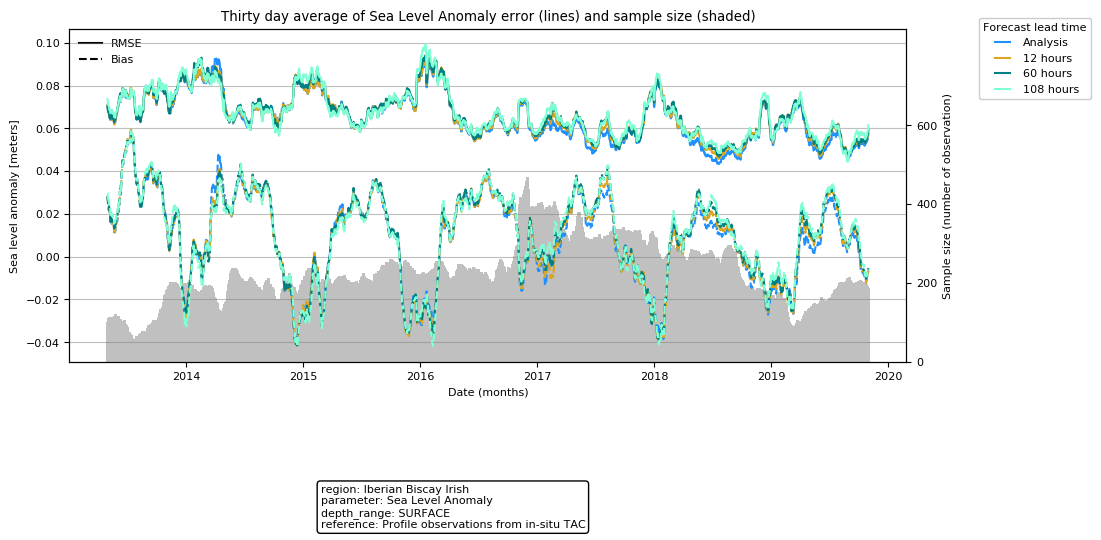 Thirty day average of Sea Level Anomaly error (lines) and sample size (shaded)
RMSE
Bias
0.10
0.08
0.06
0.04
0.02
0.00
−0.02
−0.04
Sea level anomaly [meters]
600
400
200
0
Sample size (number of observation)
2014
2015
2016
2017
2018
2019
2020
Date (months)
Forecast lead time
Analysis
12 hours
60 hours
108 hours
region: Iberian Biscay Irish
parameter: Sea Level Anomaly
depth_range: SURFACE
reference: Profile observations from in-situ TAC